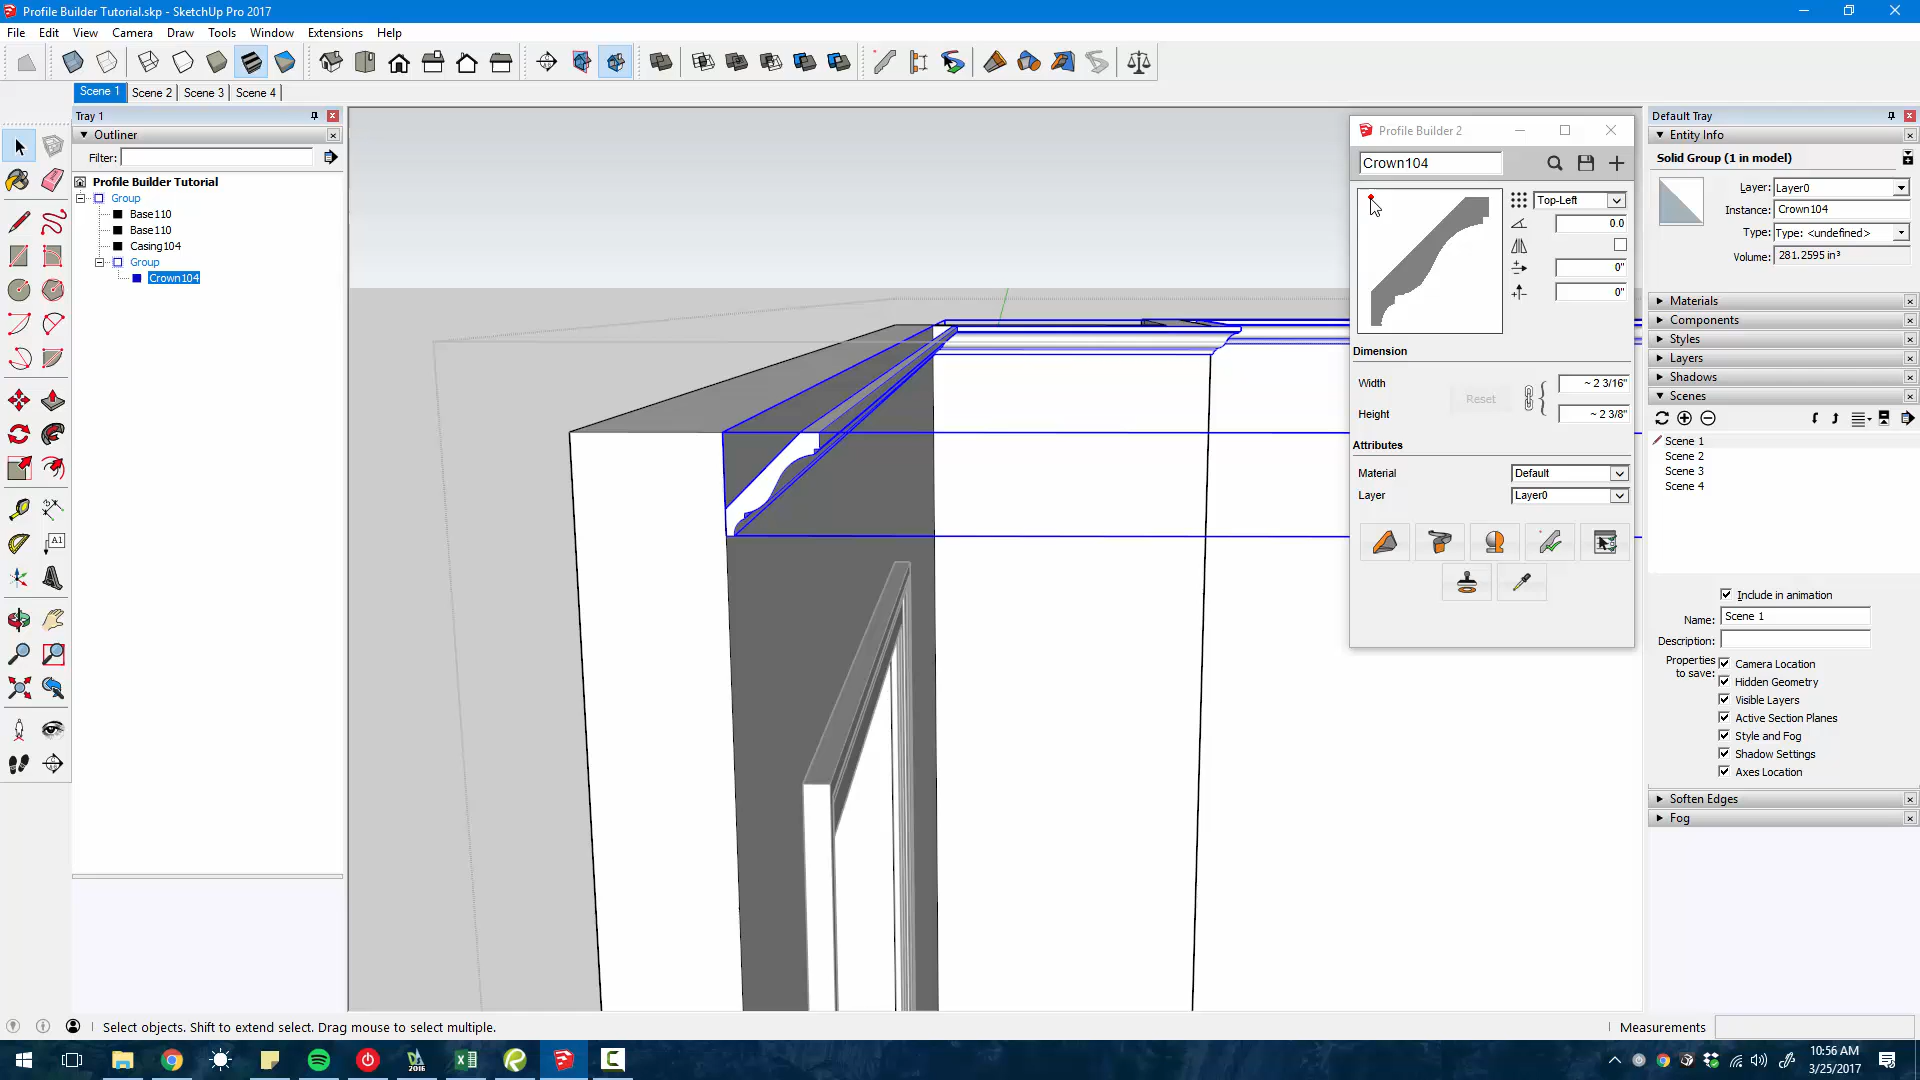 Profile Builder Tutorial.skp - SketchUp Pro 2017
File Edit View Camera Draw Tools Window Extensions Help
Scene 1 Scene 2 Scene 3 Scene 4
Tray 1
Outliner
Filter:
Profile Builder Tutorial
Group
Base110
Base110
Casing104
Group
Crown104
A1
Profile Builder 2
Crown104
Top-Left
0.0
0"
0"
Dimension
Width ~ 2 3/16"
Reset
Height ~ 2 3/8"
Attributes
Material Default
Layer Layer0
Default Tray
Entity Info
Solid Group (1 in model)
Layer: Layer0
Instance: Crown104
Type: Type: <undefined>
Volume: 281.2595 in³
Materials
Components
Styles
Layers
Shadows
Scenes
Scene 1
Scene 2
Scene 3
Scene 4
Include in animation
Name: Scene 1
Description:
Properties to save:
Camera Location
Hidden Geometry
Visible Layers
Active Section Planes
Style and Fog
Shadow Settings
Axes Location
Soften Edges
Fog
Select objects. Shift to extend select. Drag mouse to select multiple.
Measurements
2016
10:56 AM
3/25/2017